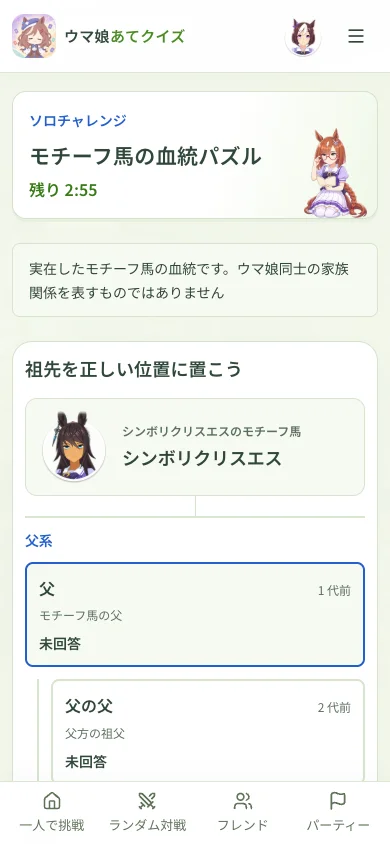 ウマ娘あてクイズ
ソロチャレンジ
モチーフ馬の血統パズル
残り 2:55
実在したモチーフ馬の血統です。ウマ娘同士の家族
関係を表すものではありません
祖先を正しい位置に置こう
シンボリクリスエスのモチーフ馬
シンボリクリスエス
父系
父 1 代前
モチーフ馬の父
未回答
父の父 2 代前
父方の祖父
未回答
一人で挑戦 ランダム対戦 フレンド パーティー